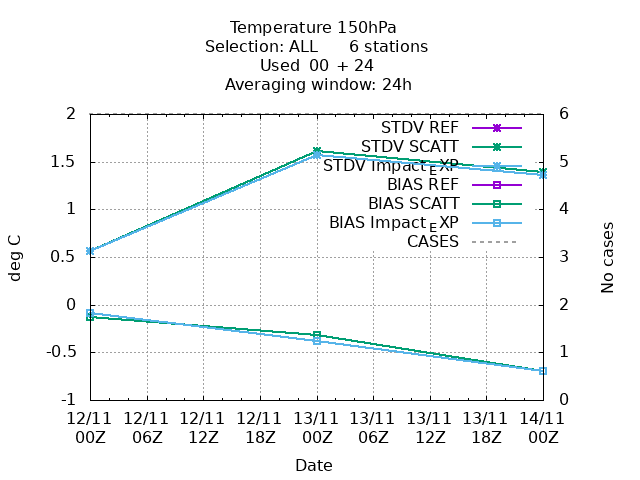 Temperature 150hPa
Selection: ALL 6 stations
Used 00 + 24
Averaging window: 24h
2 6
STDV REF
STDV SCATT
1.5 STDV Impact_EXP 5
BIAS REF
1 BIAS SCATT 4
BIAS Impact_EXP
CASES
deg C
0.5 3
No cases
0 2
-0.5 1
-1 0
12/11 12/11 12/11 12/11 13/11 13/11 13/11 13/11 14/11
00Z 06Z 12Z 18Z 00Z 06Z 12Z 18Z 00Z
Date